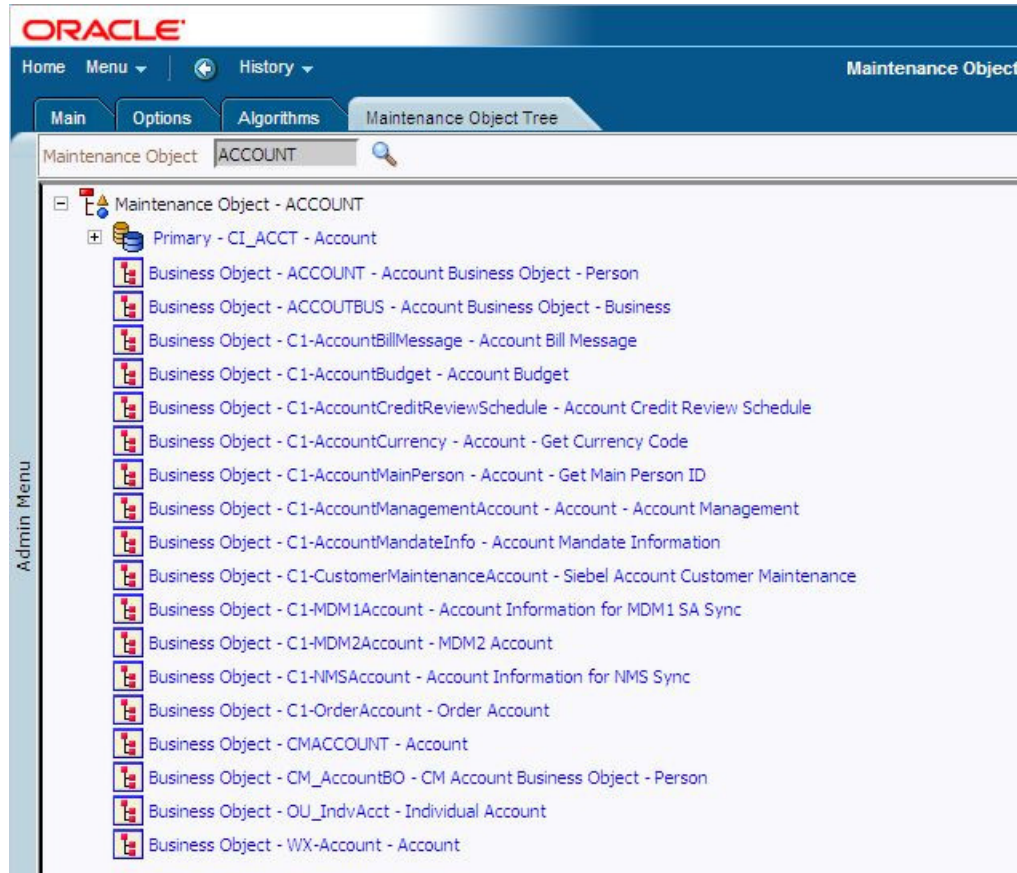 ORACLE
Home Menu History Maintenance Object
Main Options Algorithms Maintenance Object Tree
Maintenance Object ACCOUNT
Maintenance Object - ACCOUNT
Primary - CI_ACCT - Account
Business Object - ACCOUNT - Account Business Object - Person
Business Object - ACCOUTBUS - Account Business Object - Business
Business Object - C1-AccountBillMessage - Account Bill Message
Business Object - C1-AccountBudget - Account Budget
Business Object - C1-AccountCreditReviewSchedule - Account Credit Review Schedule
Business Object - C1-AccountCurrency - Account - Get Currency Code
Business Object - C1-AccountMainPerson - Account - Get Main Person ID
Business Object - C1-AccountManagementAccount - Account - Account Management
Business Object - C1-AccountMandateInfo - Account Mandate Information
Business Object - C1-CustomerMaintenanceAccount - Siebel Account Customer Maintenance
Business Object - C1-MDM1Account - Account Information for MDM1 SA Sync
Business Object - C1-MDM2Account - MDM2 Account
Business Object - C1-NMSAccount - Account Information for NMS Sync
Business Object - C1-OrderAccount - Order Account
Business Object - CMACCOUNT - Account
Business Object - CM_AccountBO - CM Account Business Object - Person
Business Object - OU_IndvAcct - Individual Account
Business Object - WX-Account - Account
Admin Menu